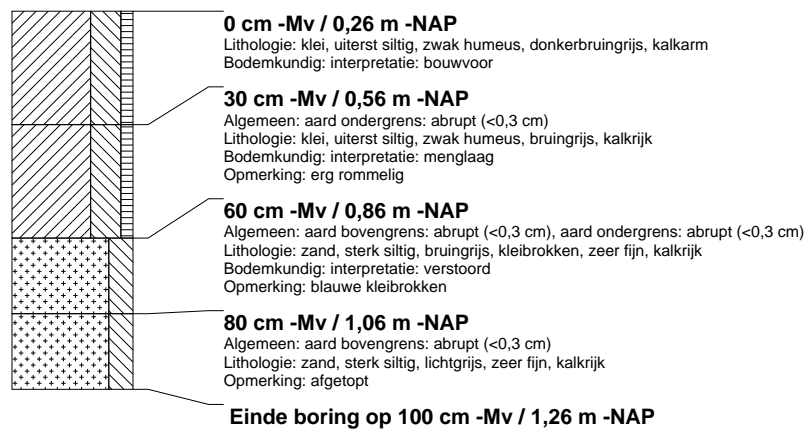 0 cm -Mv / 0,26 m -NAP
Lithologie: klei, uiterst siltig, zwak humeus, donkerbruingrijs, kalkarm
Bodemkundig: interpretatie: bouwvoor
30 cm -Mv / 0,56 m -NAP
Algemeen: aard ondergrens: abrupt (<0,3 cm)
Lithologie: klei, uiterst siltig, zwak humeus, bruingrijs, kalkrijk
Bodemkundig: interpretatie: menglaag
Opmerking: erg rommelig
60 cm -Mv / 0,86 m -NAP
Algemeen: aard bovengrens: abrupt (<0,3 cm), aard ondergrens: abrupt (<0,3 cm)
Lithologie: zand, sterk siltig, bruingrijs, kleibrokken, zeer fijn, kalkrijk
Bodemkundig: interpretatie: verstoord
Opmerking: blauwe kleibrokken
80 cm -Mv / 1,06 m -NAP
Algemeen: aard bovengrens: abrupt (<0,3 cm)
Lithologie: zand, sterk siltig, lichtgrijs, zeer fijn, kalkrijk
Opmerking: afgetopt
Einde boring op 100 cm -Mv / 1,26 m -NAP